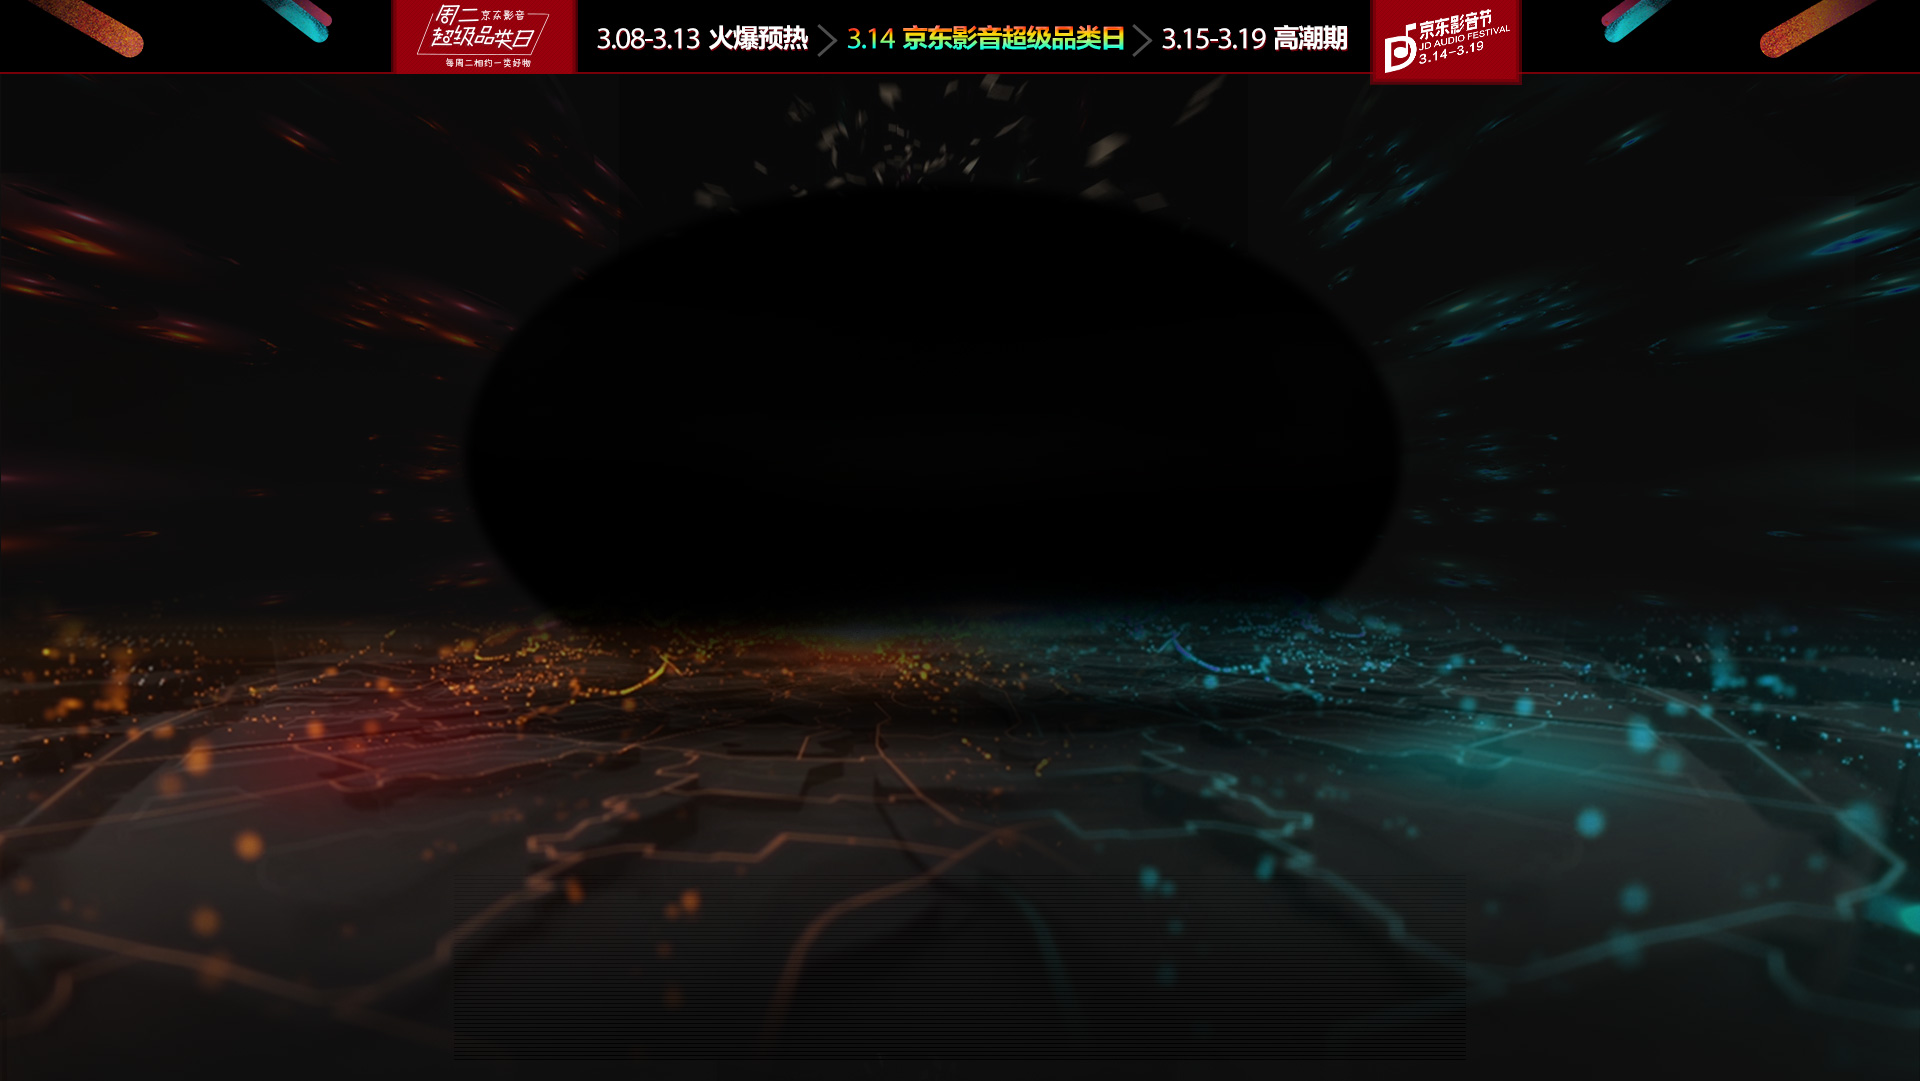 周二京东影音
超级品类日
每周二相约一类好物
3.08-3.13 火爆预热
3.14 京东影音超级品类日
3.15-3.19 高潮期
京东影音节
JD AUDIO FESTIVAL
3.14-3.19